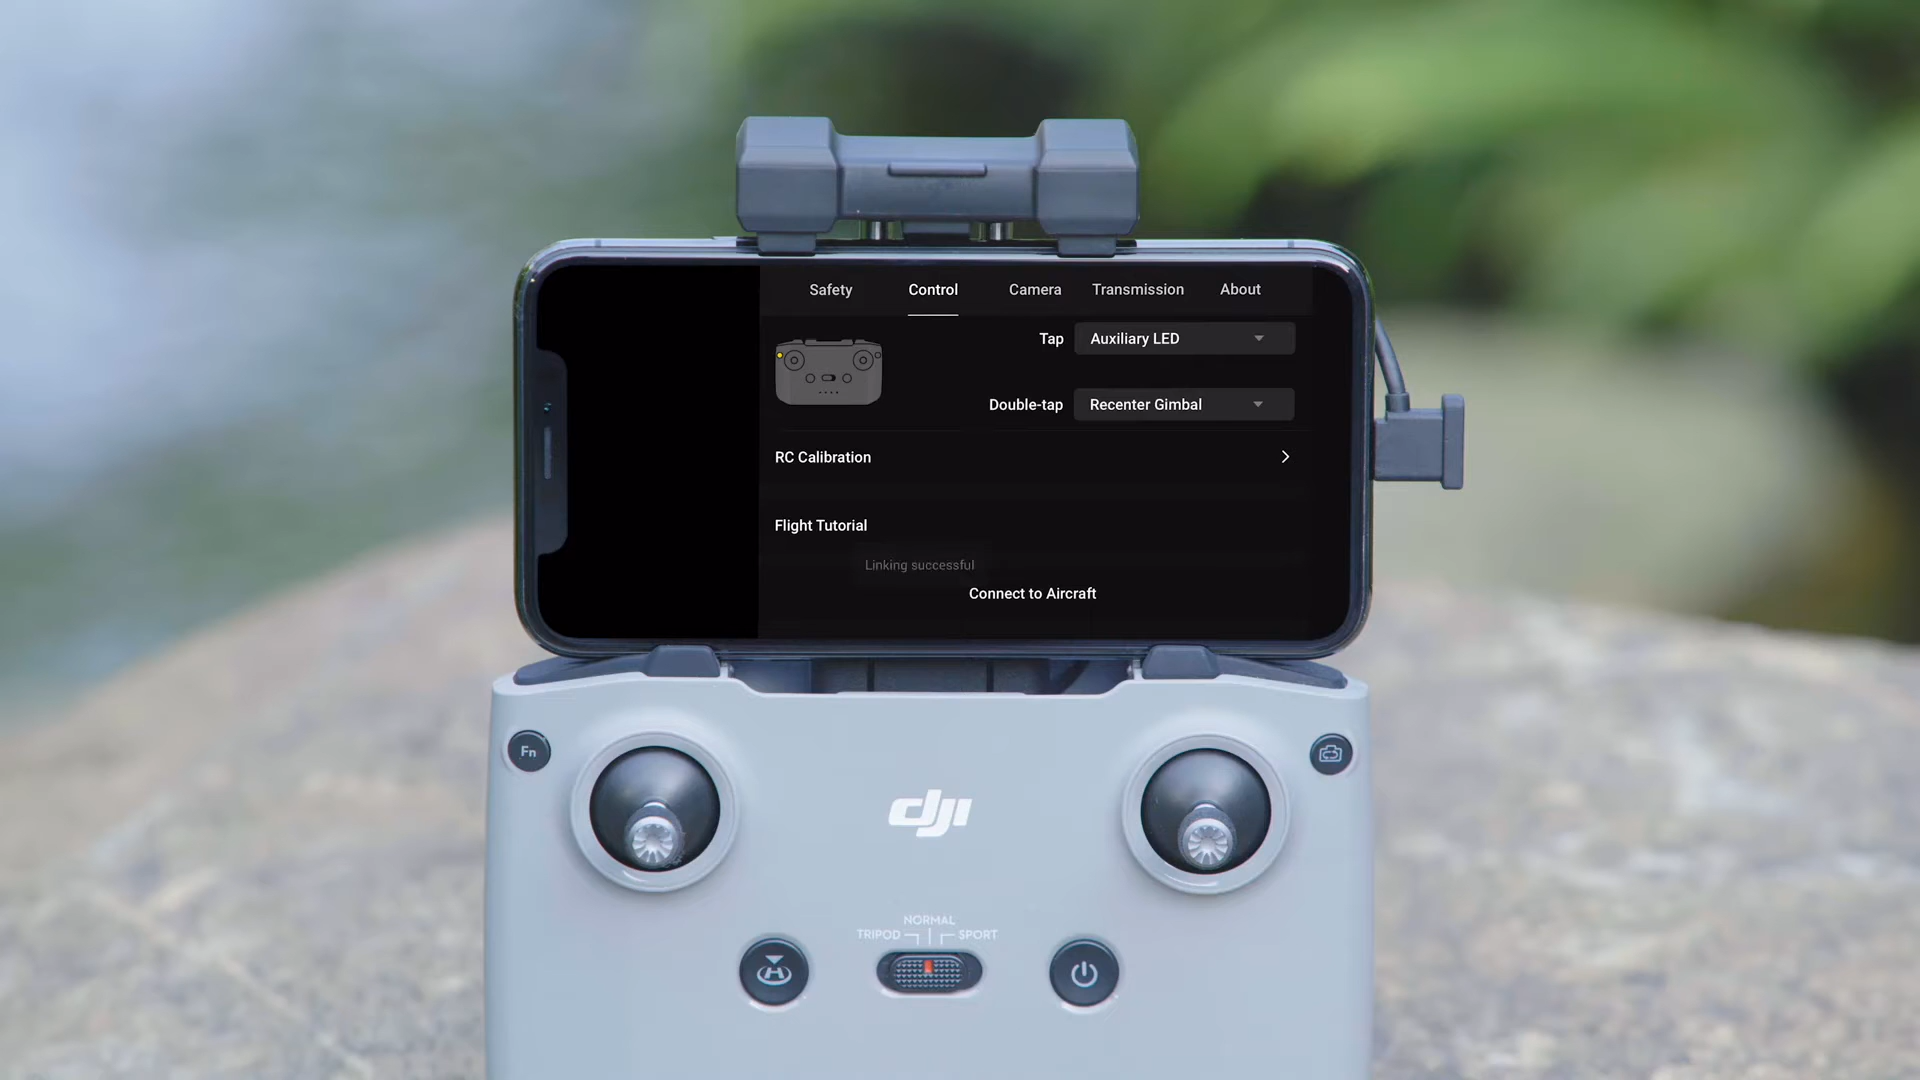 Safety Control Camera Transmission About
Tap Auxiliary LED
Double-tap Recenter Gimbal
RC Calibration
Flight Tutorial
Linking successful
Connect to Aircraft
Fn
dji
NORMAL
TRIPOD SPORT
H